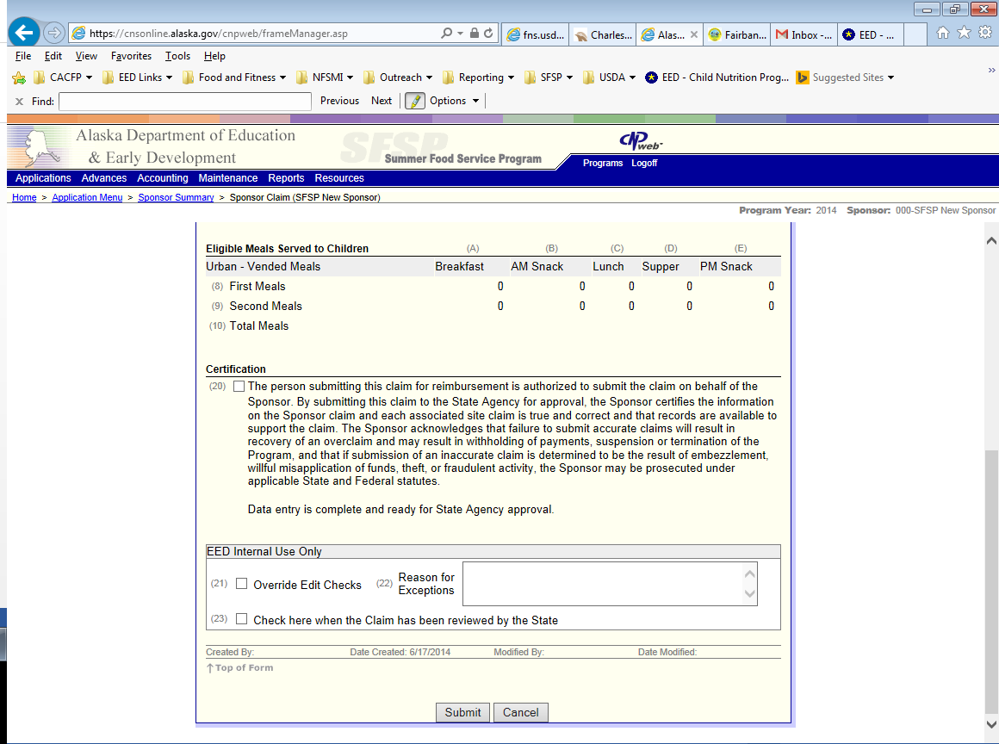 https://cnsonline.alaska.gov/cnpweb/frameManager.asp
fns.usd...
Charles...
Alas...
Fairban...
Inbox -...
EED - ...
File Edit View Favorites Tools Help
CACFP EED Links Food and Fitness NFSMI Outreach Reporting SFSP USDA EED - Child Nutrition Prog... Suggested Sites
Find: Previous Next Options
Alaska Department of Education
& Early Development
SFSP
Summer Food Service Program
CNP web
Programs Logoff
Applications Advances Accounting Maintenance Reports Resources
Home > Application Menu > Sponsor Summary > Sponsor Claim (SFSP New Sponsor)
Program Year: 2014 Sponsor: 000-SFSP New Sponsor
Eligible Meals Served to Children (A) (B) (C) (D) (E)
Urban - Vended Meals Breakfast AM Snack Lunch Supper PM Snack
(8) First Meals 0 0 0 0 0
(9) Second Meals 0 0 0 0 0
(10) Total Meals
Certification
(20) The person submitting this claim for reimbursement is authorized to submit the claim on behalf of the
Sponsor. By submitting this claim to the State Agency for approval, the Sponsor certifies the information
on the Sponsor claim and each associated site claim is true and correct and that records are available to
support the claim. The Sponsor acknowledges that failure to submit accurate claims will result in
recovery of an overclaim and may result in withholding of payments, suspension or termination of the
Program, and that if submission of an inaccurate claim is determined to be the result of embezzlement,
willful misapplication of funds, theft, or fraudulent activity, the Sponsor may be prosecuted under
applicable State and Federal statutes.
Data entry is complete and ready for State Agency approval.
EED Internal Use Only
(21) Override Edit Checks (22) Reason for
Exceptions
(23) Check here when the Claim has been reviewed by the State
Created By: Date Created: 6/17/2014 Modified By: Date Modified:
↑Top of Form
Submit Cancel